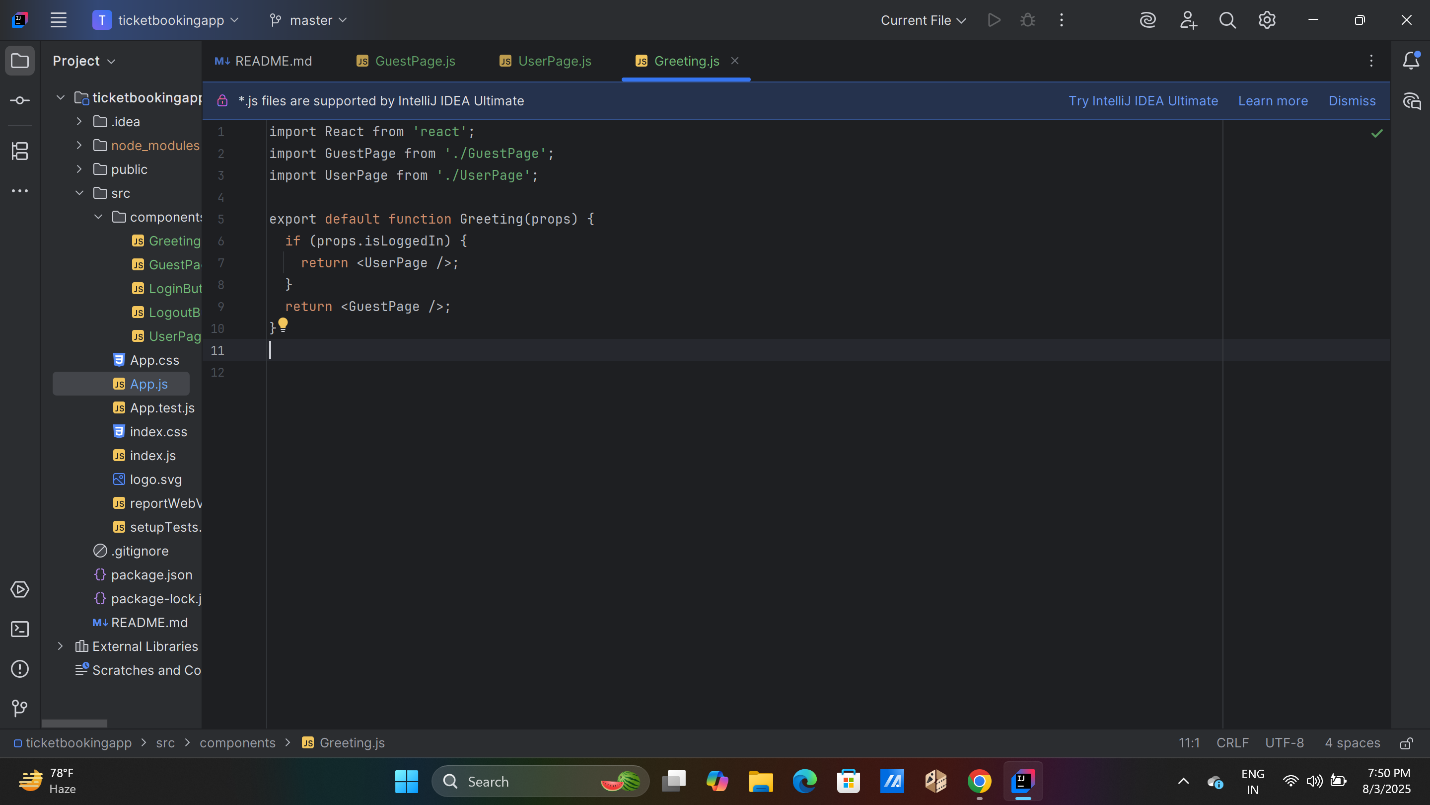 T ticketbookingapp master Current File
Project
README.md GuestPage.js UserPage.js Greeting.js
*.js files are supported by IntelliJ IDEA Ultimate Try IntelliJ IDEA Ultimate Learn more Dismiss
ticketbookingapp
.idea
node_modules
public
src
components
Greeting
GuestPa
LoginBut
LogoutB
UserPag
App.css
App.js
App.test.js
index.css
index.js
logo.svg
reportWebV
setupTests.
.gitignore
package.json
package-lock.j
README.md
External Libraries
Scratches and Co
1 import React from 'react';
2 import GuestPage from './GuestPage';
3 import UserPage from './UserPage';
4
5 export default function Greeting(props) {
6 if (props.isLoggedIn) {
7 return <UserPage />;
8 }
9 return <GuestPage />;
10 }
11
12
ticketbookingapp > src > components > Greeting.js 11:1 CRLF UTF-8 4 spaces
78°F
Haze
Search
ENG
IN
7:50 PM
8/3/2025